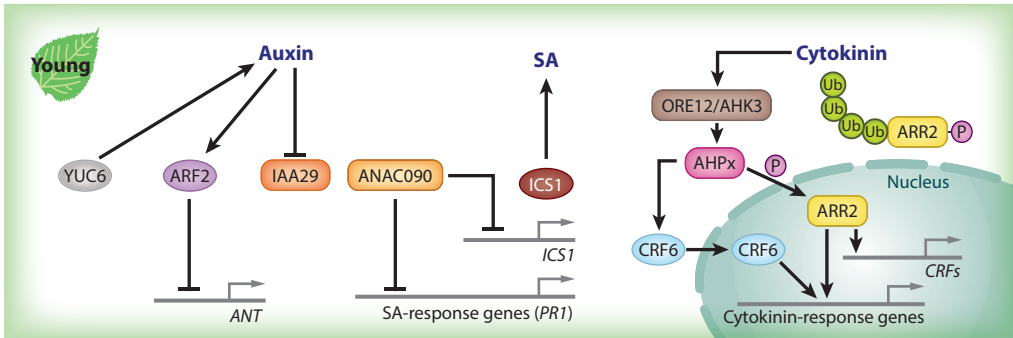 Young
Auxin
SA
Cytokinin
YUC6
ARF2
IAA29
ANAC090
ICS1
ICS1
ANT
SA-response genes (PR1)
ORE12/AHK3
AHPx
P
Ub
Ub
Ub
Ub
ARR2
P
Nucleus
ARR2
CRF6
CRF6
CRFs
Cytokinin-response genes